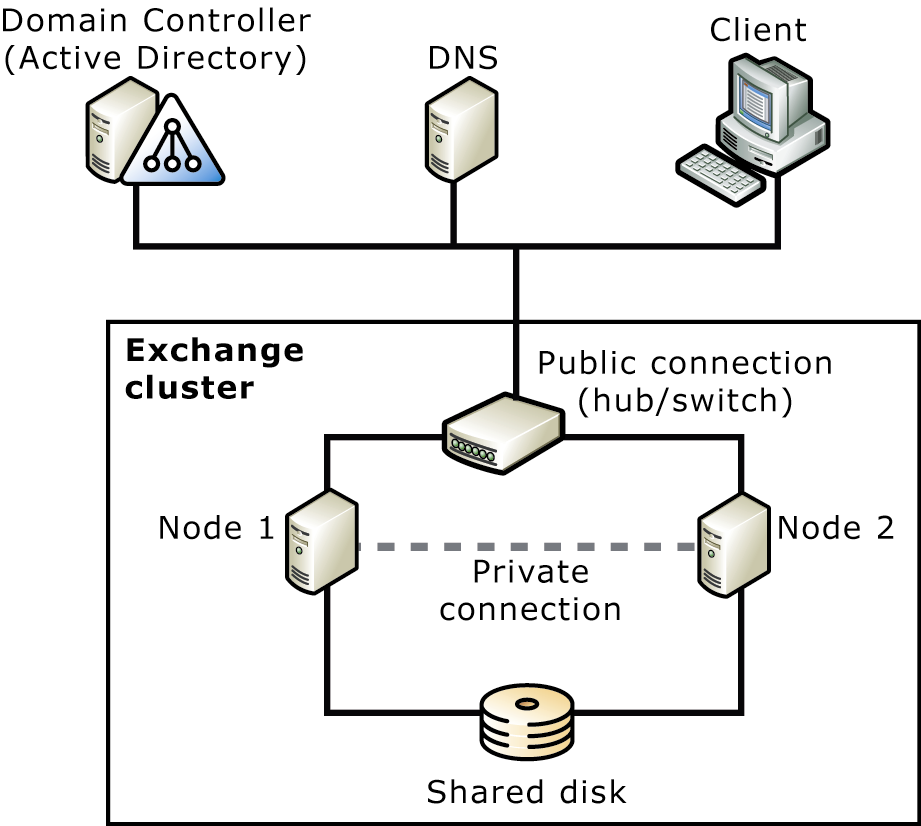 Domain Controller
(Active Directory)
DNS
Client
Exchange
cluster
Public connection
(hub/switch)
Node 1
Node 2
Private
connection
Shared disk